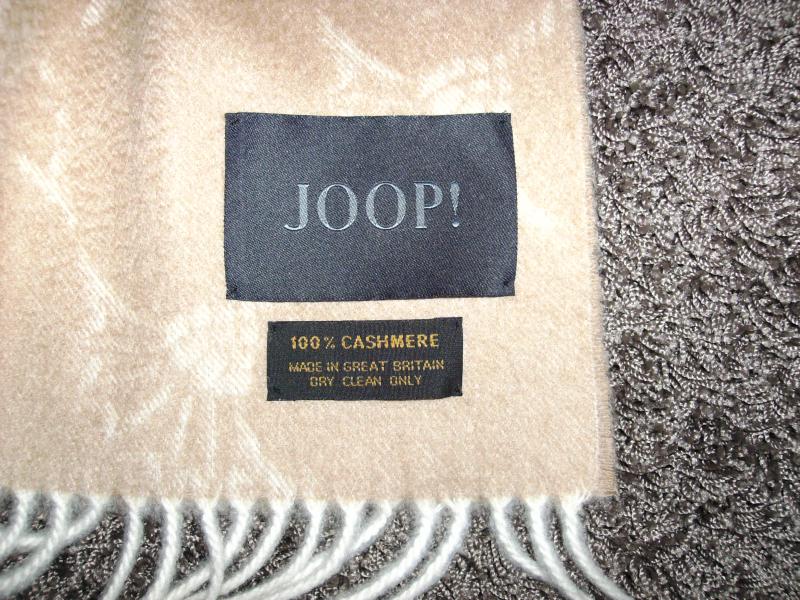 JOOP!
100% CASHMERE
MADE IN GREAT BRITAIN
DRY CLEAN ONLY